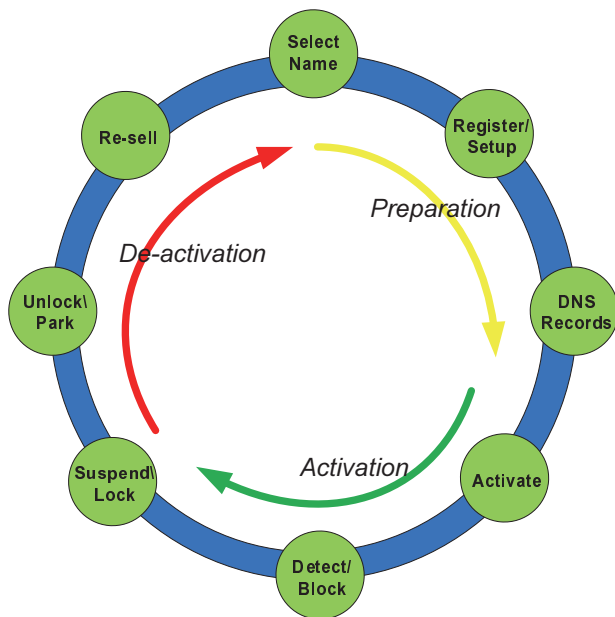 Select
Name
Register/
Setup
Re-sell
Preparation
De-activation
Unlock\
Park
DNS
Records
Activation
Suspend\
Lock
Activate
Detect/
Block